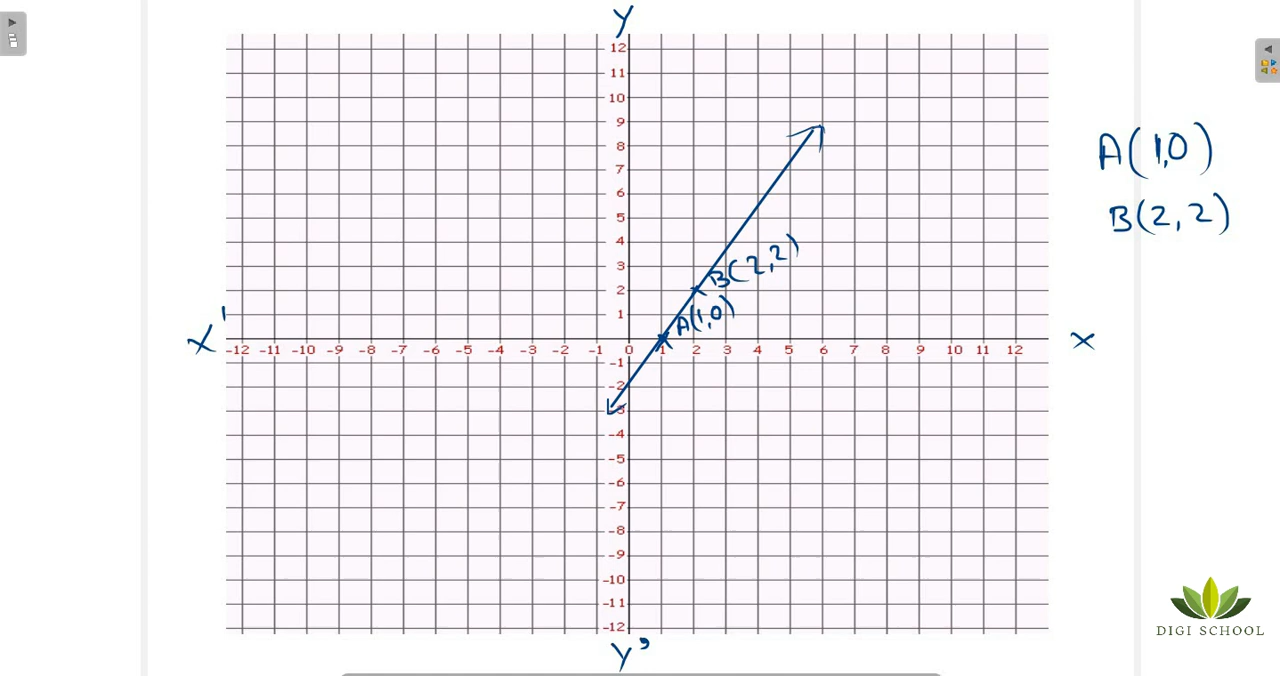 Y
12
11
10
9
8
7
6
5
4
3
2
1
A(1,0)
B(2,2)
B(2,2)
A(1,0)
X'
X
-12 -11 -10 -9 -8 -7 -6 -5 -4 -3 -2 -1 0 1 2 3 4 5 6 7 8 9 10 11 12
-1
-2
-3
-4
-5
-6
-7
-8
-9
-10
-11
-12
Y'
DIGI SCHOOL